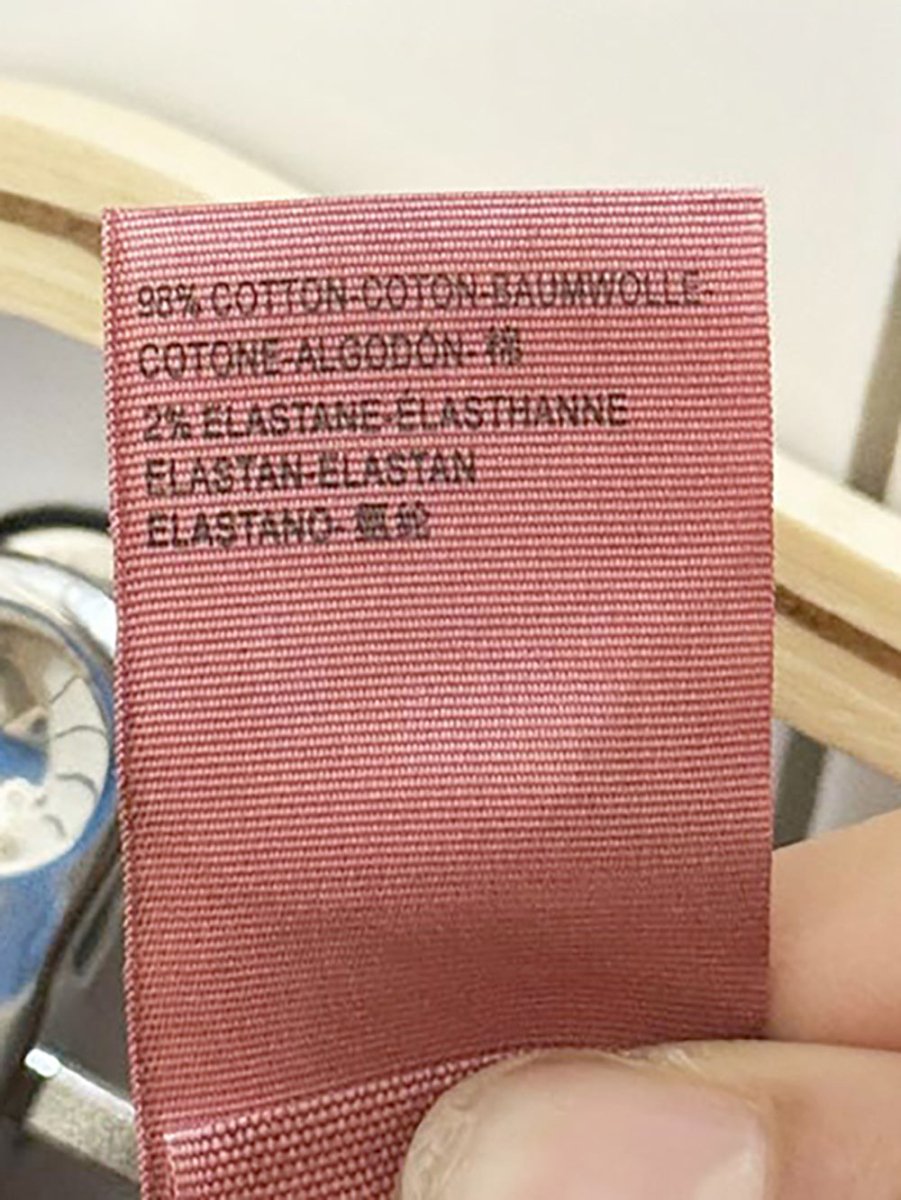 98% COTTON-COTON-BAUMWOLLE-
COTONE-ALGODÓN- 棉
2% ELASTANE-ÉLASTHANNE
ELASTAN-ELASTAN
ELASTANO- 氨纶